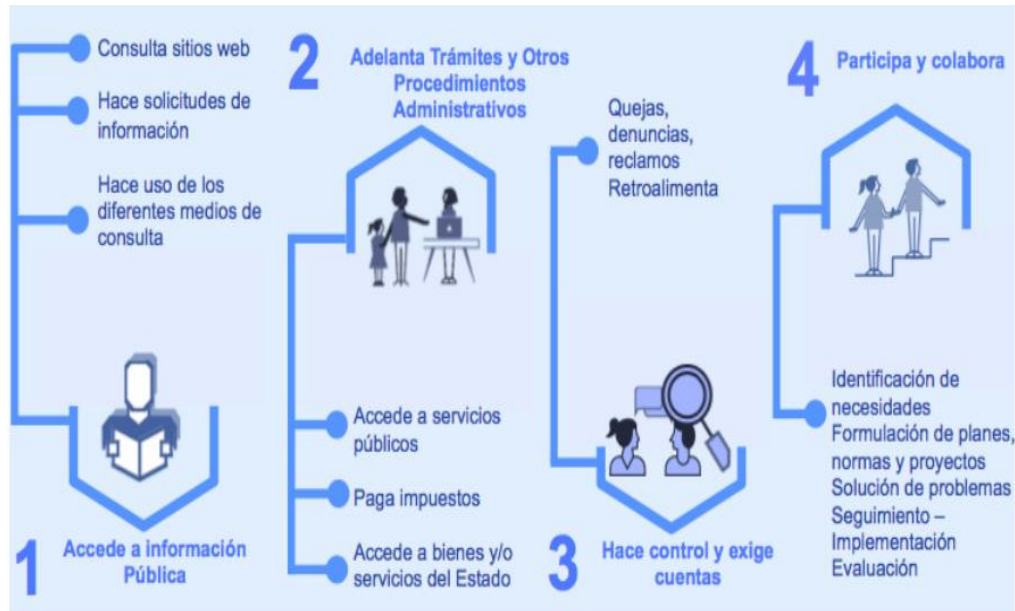 Consulta sitios web
Hace solicitudes de
información
Hace uso de los
diferentes medios de
consulta
1
Accede a información
Pública
2
Adelanta Trámites y Otros
Procedimientos
Administrativos
Accede a servicios
públicos
Paga impuestos
Accede a bienes y/o
servicios del Estado
Quejas,
denuncias,
reclamos
Retroalimenta
3
Hace control y exige
cuentas
4
Participa y colabora
Identificación de
necesidades
Formulación de planes,
normas y proyectos
Solución de problemas
Seguimiento –
Implementación
Evaluación